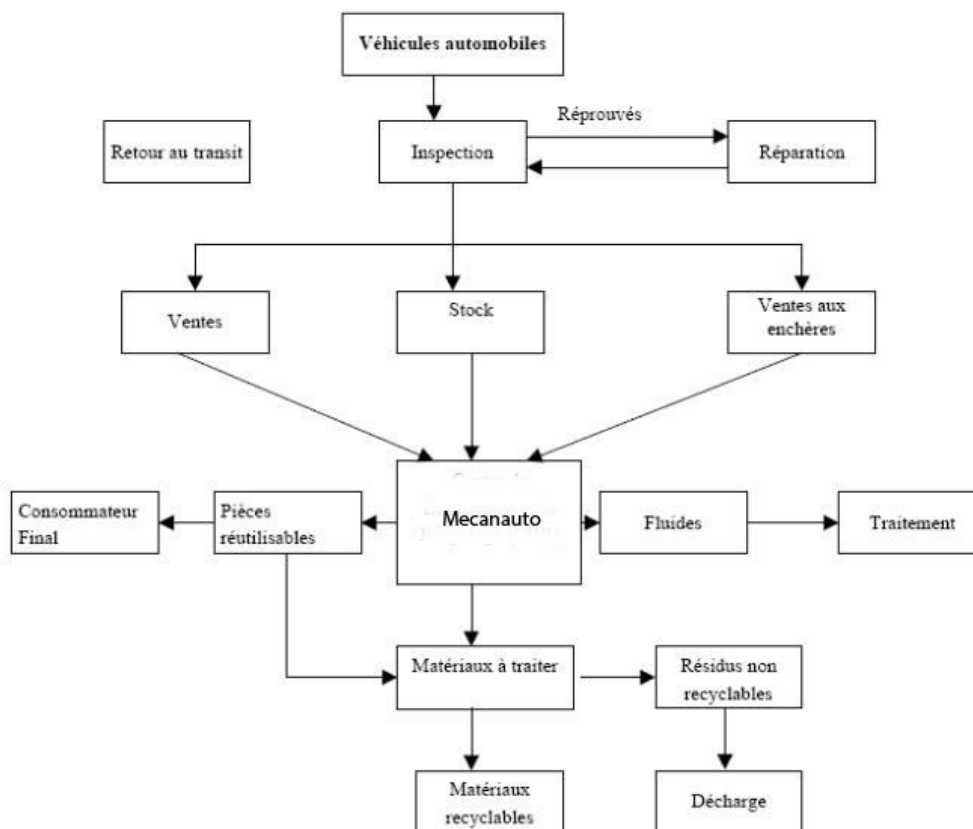 Véhicules automobiles
Réprouvés
Retour au transit
Inspection
Réparation
Ventes
Stock
Ventes aux
enchères
Consommateur
Final
Pièces
réutilisables
Mecanauto
Fluides
Traitement
Matériaux à traiter
Résidus non
recyclables
Matériaux
recyclables
Décharge